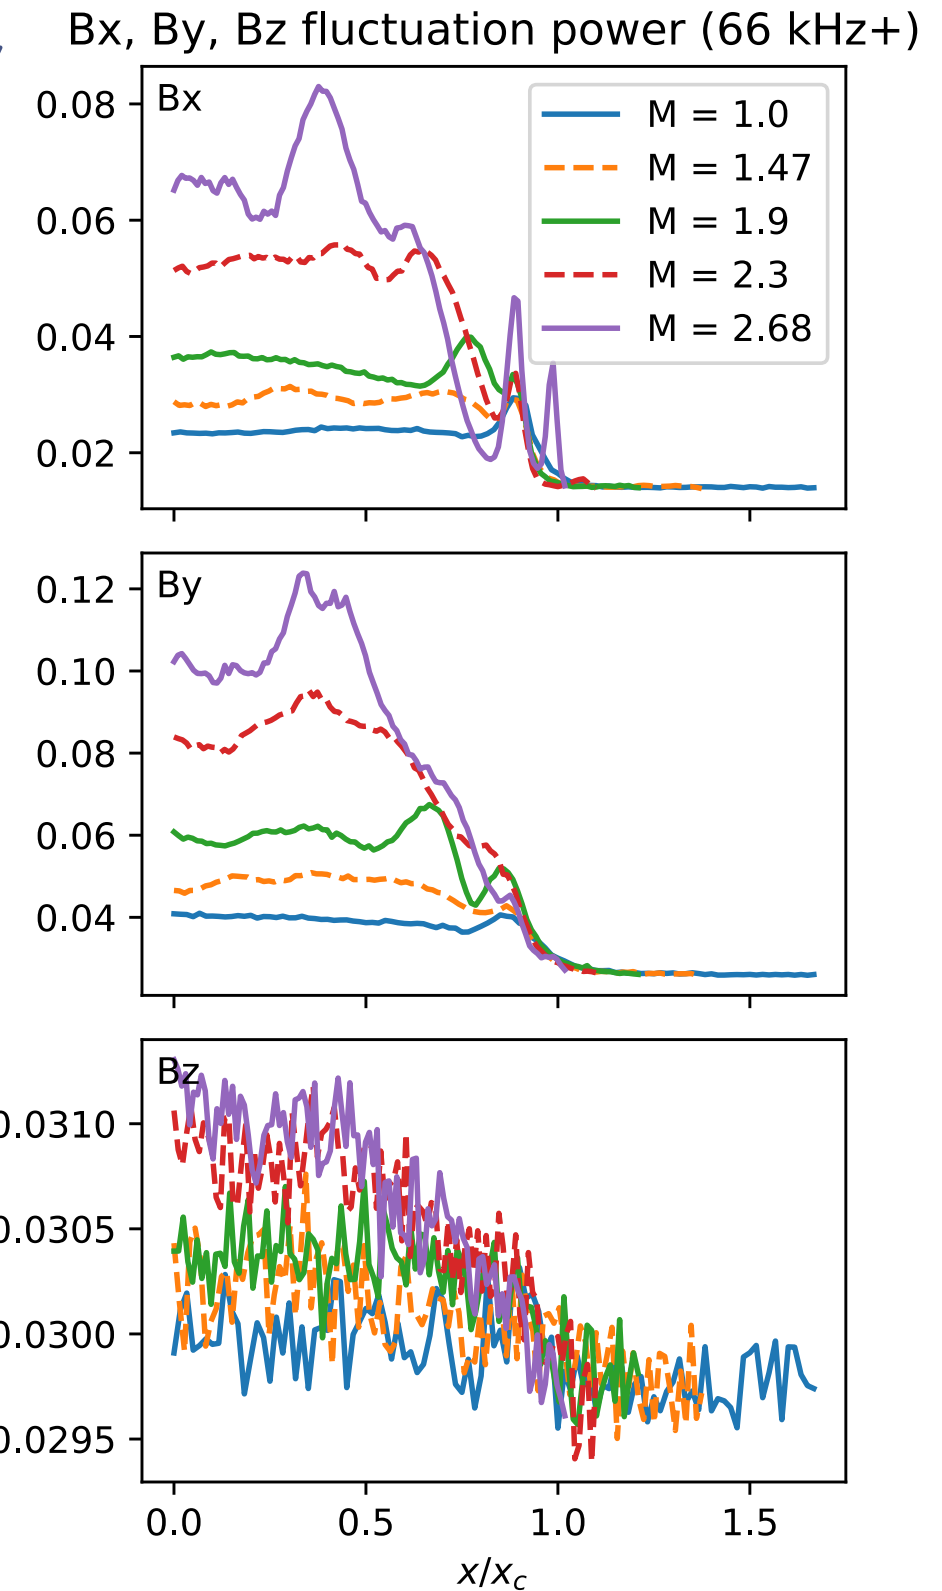 Bx, By, Bz fluctuation power (66 kHz+)
Bx
M = 1.0
M = 1.47
M = 1.9
M = 2.3
M = 2.68
0.08
0.06
0.04
0.02
By
0.12
0.10
0.08
0.06
0.04
Bz
0.0310
0.0305
0.0300
0.0295
0.0 0.5 1.0 1.5
x/x_c